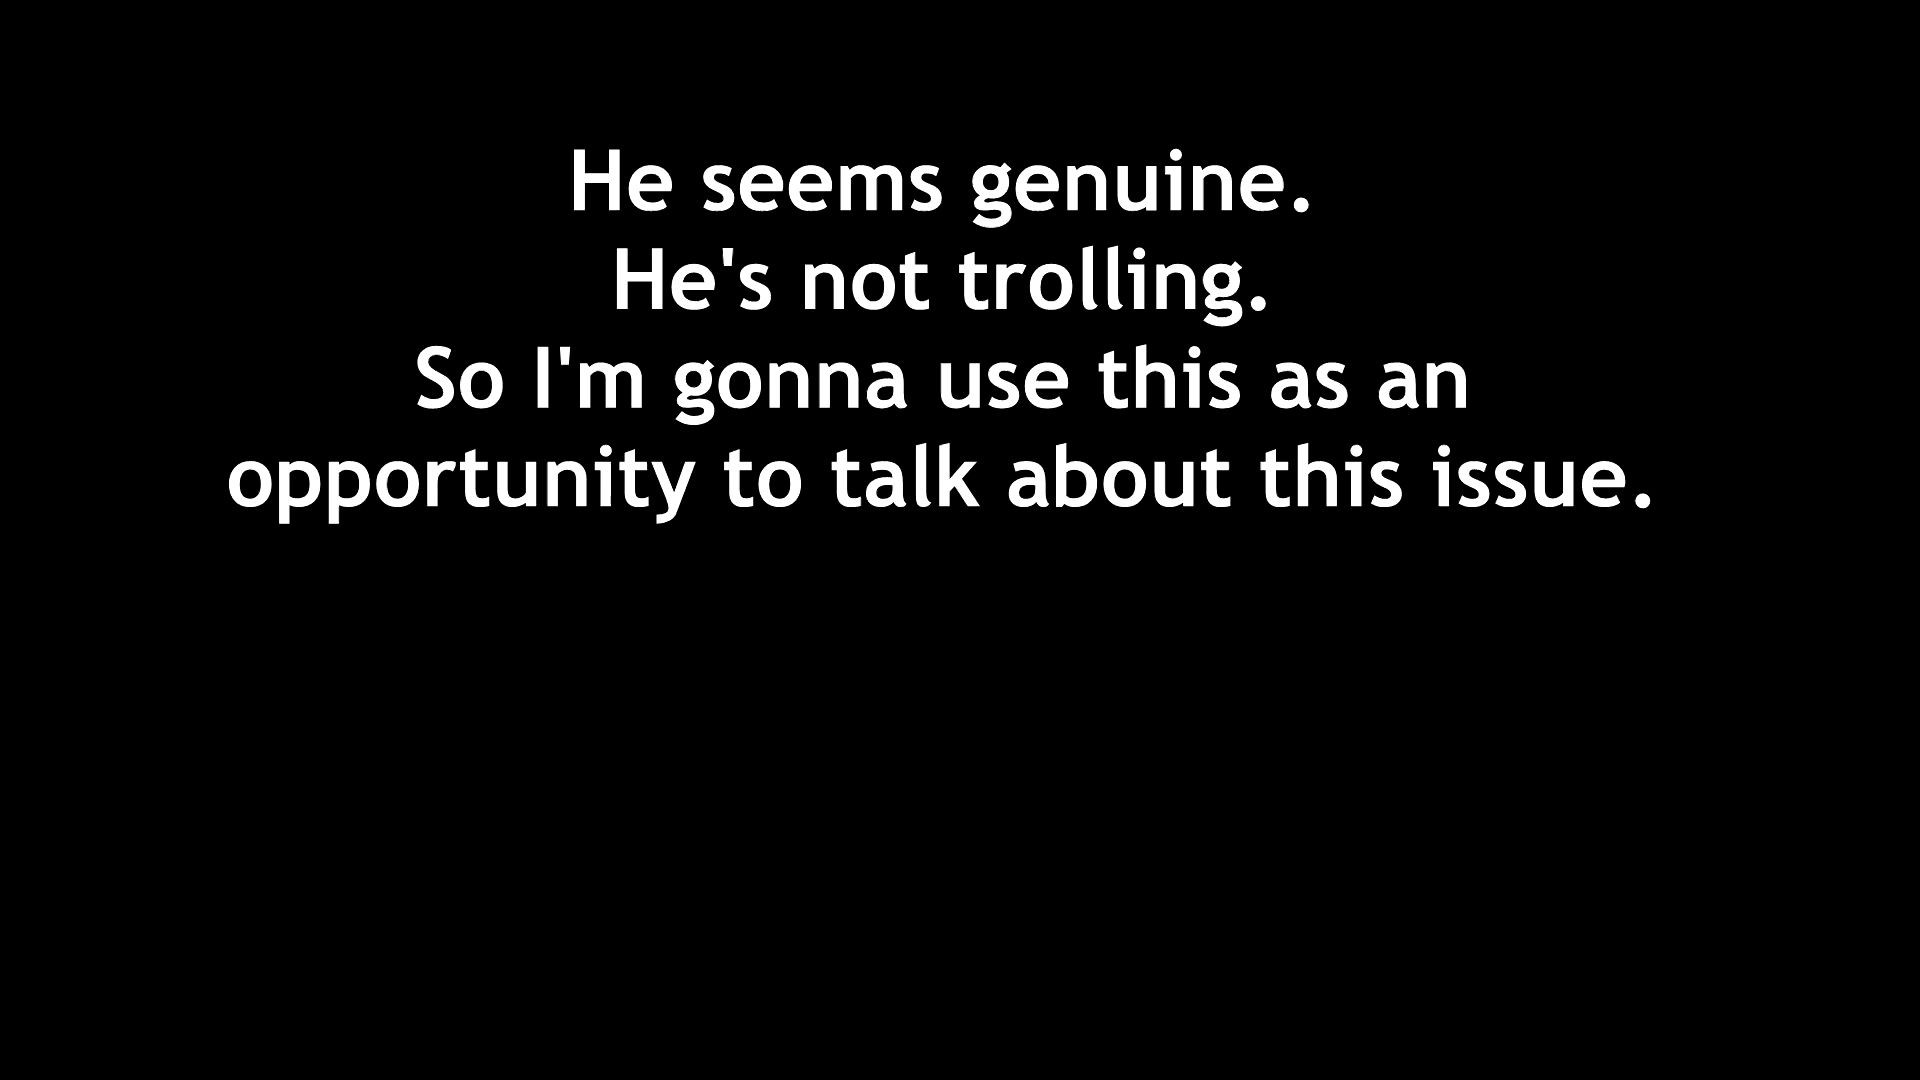 He seems genuine.
He's not trolling.
So I'm gonna use this as an
opportunity to talk about this issue.